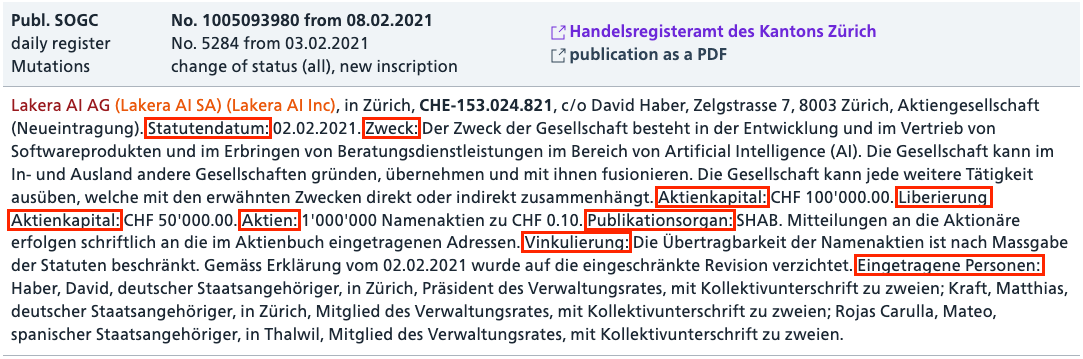 Publ. SOGC No. 1005093980 from 08.02.2021
daily register No. 5284 from 03.02.2021
Mutations change of status (all), new inscription
Handelsregisteramt des Kantons Zürich
publication as a PDF
Lakera AI AG (Lakera AI SA) (Lakera AI Inc), in Zürich, CHE-153.024.821, c/o David Haber, Zelgstrasse 7, 8003 Zürich, Aktiengesellschaft
(Neueintragung). Statutendatum: 02.02.2021. Zweck: Der Zweck der Gesellschaft besteht in der Entwicklung und im Vertrieb von
Softwareprodukten und im Erbringen von Beratungsdienstleistungen im Bereich von Artificial Intelligence (AI). Die Gesellschaft kann im
In- und Ausland andere Gesellschaften gründen, übernehmen und mit ihnen fusionieren. Die Gesellschaft kann jede weitere Tätigkeit
ausüben, welche mit den erwähnten Zwecken direkt oder indirekt zusammenhängt. Aktienkapital: CHF 100'000.00. Liberierung
Aktienkapital: CHF 50'000.00. Aktien: 1'000'000 Namenaktien zu CHF 0.10. Publikationsorgan: SHAB. Mitteilungen an die Aktionäre
erfolgen schriftlich an die im Aktienbuch eingetragenen Adressen. Vinkulierung: Die Übertragbarkeit der Namenaktien ist nach Massgabe
der Statuten beschränkt. Gemäss Erklärung vom 02.02.2021 wurde auf die eingeschränkte Revision verzichtet. Eingetragene Personen:
Haber, David, deutscher Staatsangehöriger, in Zürich, Präsident des Verwaltungsrates, mit Kollektivunterschrift zu zweien; Kraft, Matthias,
deutscher Staatsangehöriger, in Zürich, Mitglied des Verwaltungsrates, mit Kollektivunterschrift zu zweien; Rojas Carulla, Mateo,
spanischer Staatsangehöriger, in Thalwil, Mitglied des Verwaltungsrates, mit Kollektivunterschrift zu zweien.